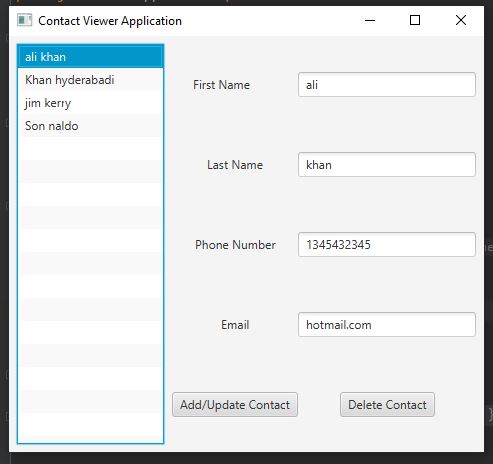 Contact Viewer Application
ali khan
Khan hyderabadi
jim kerry
Son naldo
First Name ali
Last Name khan
Phone Number 1345432345
Email hotmail.com
Add/Update Contact Delete Contact